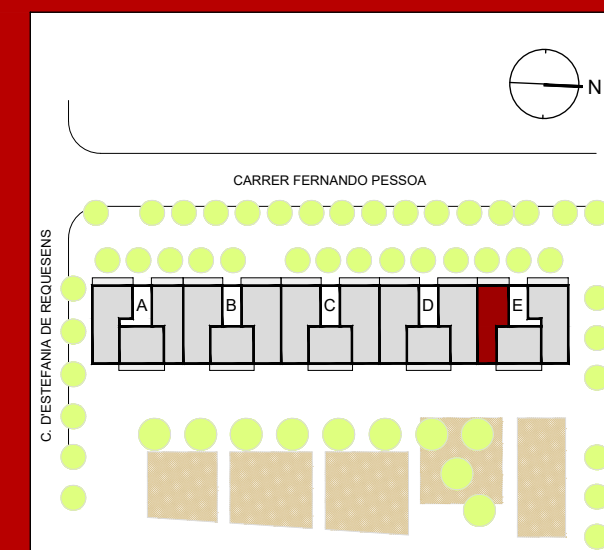 N
CARRER FERNANDO PESSOA
C. D'ESTEFANIA DE REQUESENS
A B C D E